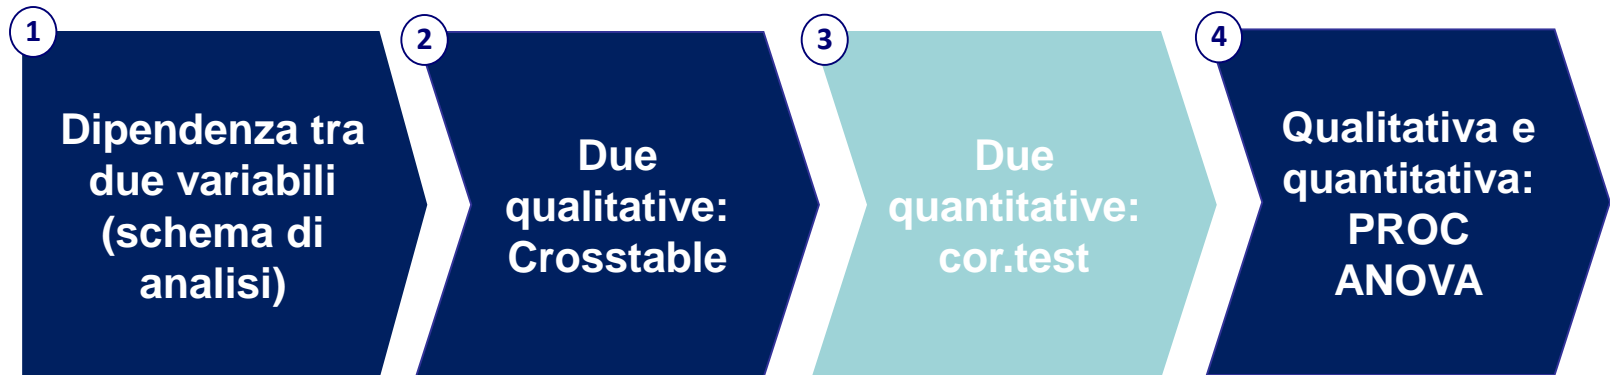 1
Dipendenza tra
due variabili
(schema di
analisi)
2
Due
qualitative:
Crosstable
3
Due
quantitative:
cor.test
4
Qualitativa e
quantitativa:
PROC
ANOVA